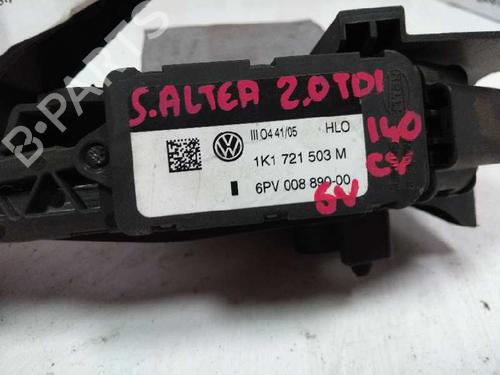 B-PARTS
S.ALTEA 2.0 TDI
140
CV
6V
III 04 41/05 HLO
1K1 721 503 M
6PV 008 890-00